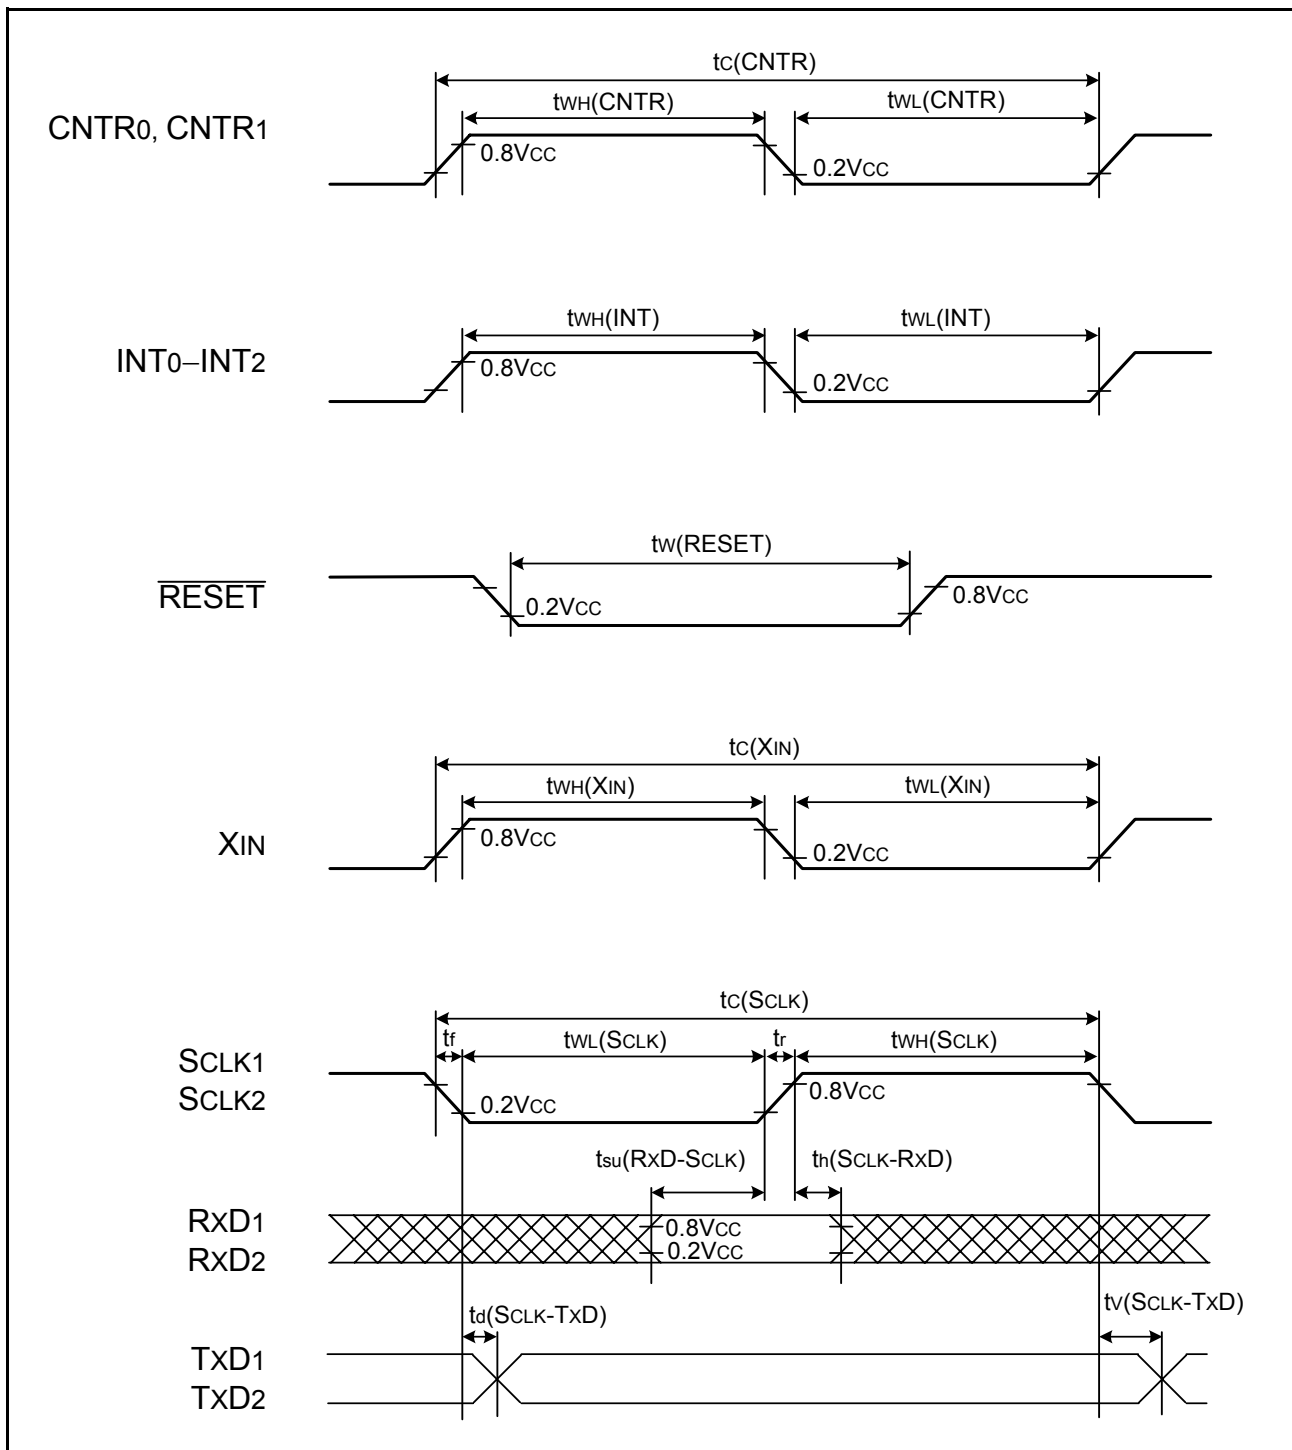 tC(CNTR)
tWH(CNTR)
tWL(CNTR)
CNTR0, CNTR1
0.8VCC
0.2VCC
tWH(INT)
tWL(INT)
INT0–INT2
0.8VCC
0.2VCC
tW(RESET)
RESET
0.2VCC
0.8VCC
tC(XIN)
tWH(XIN)
tWL(XIN)
XIN
0.8VCC
0.2VCC
tC(SCLK)
tf
tWL(SCLK)
tr
tWH(SCLK)
SCLK1
SCLK2
0.2VCC
0.8VCC
tsu(RXD-SCLK)
th(SCLK-RXD)
RXD1
RXD2
0.8VCC
0.2VCC
td(SCLK-TXD)
tV(SCLK-TXD)
TXD1
TXD2